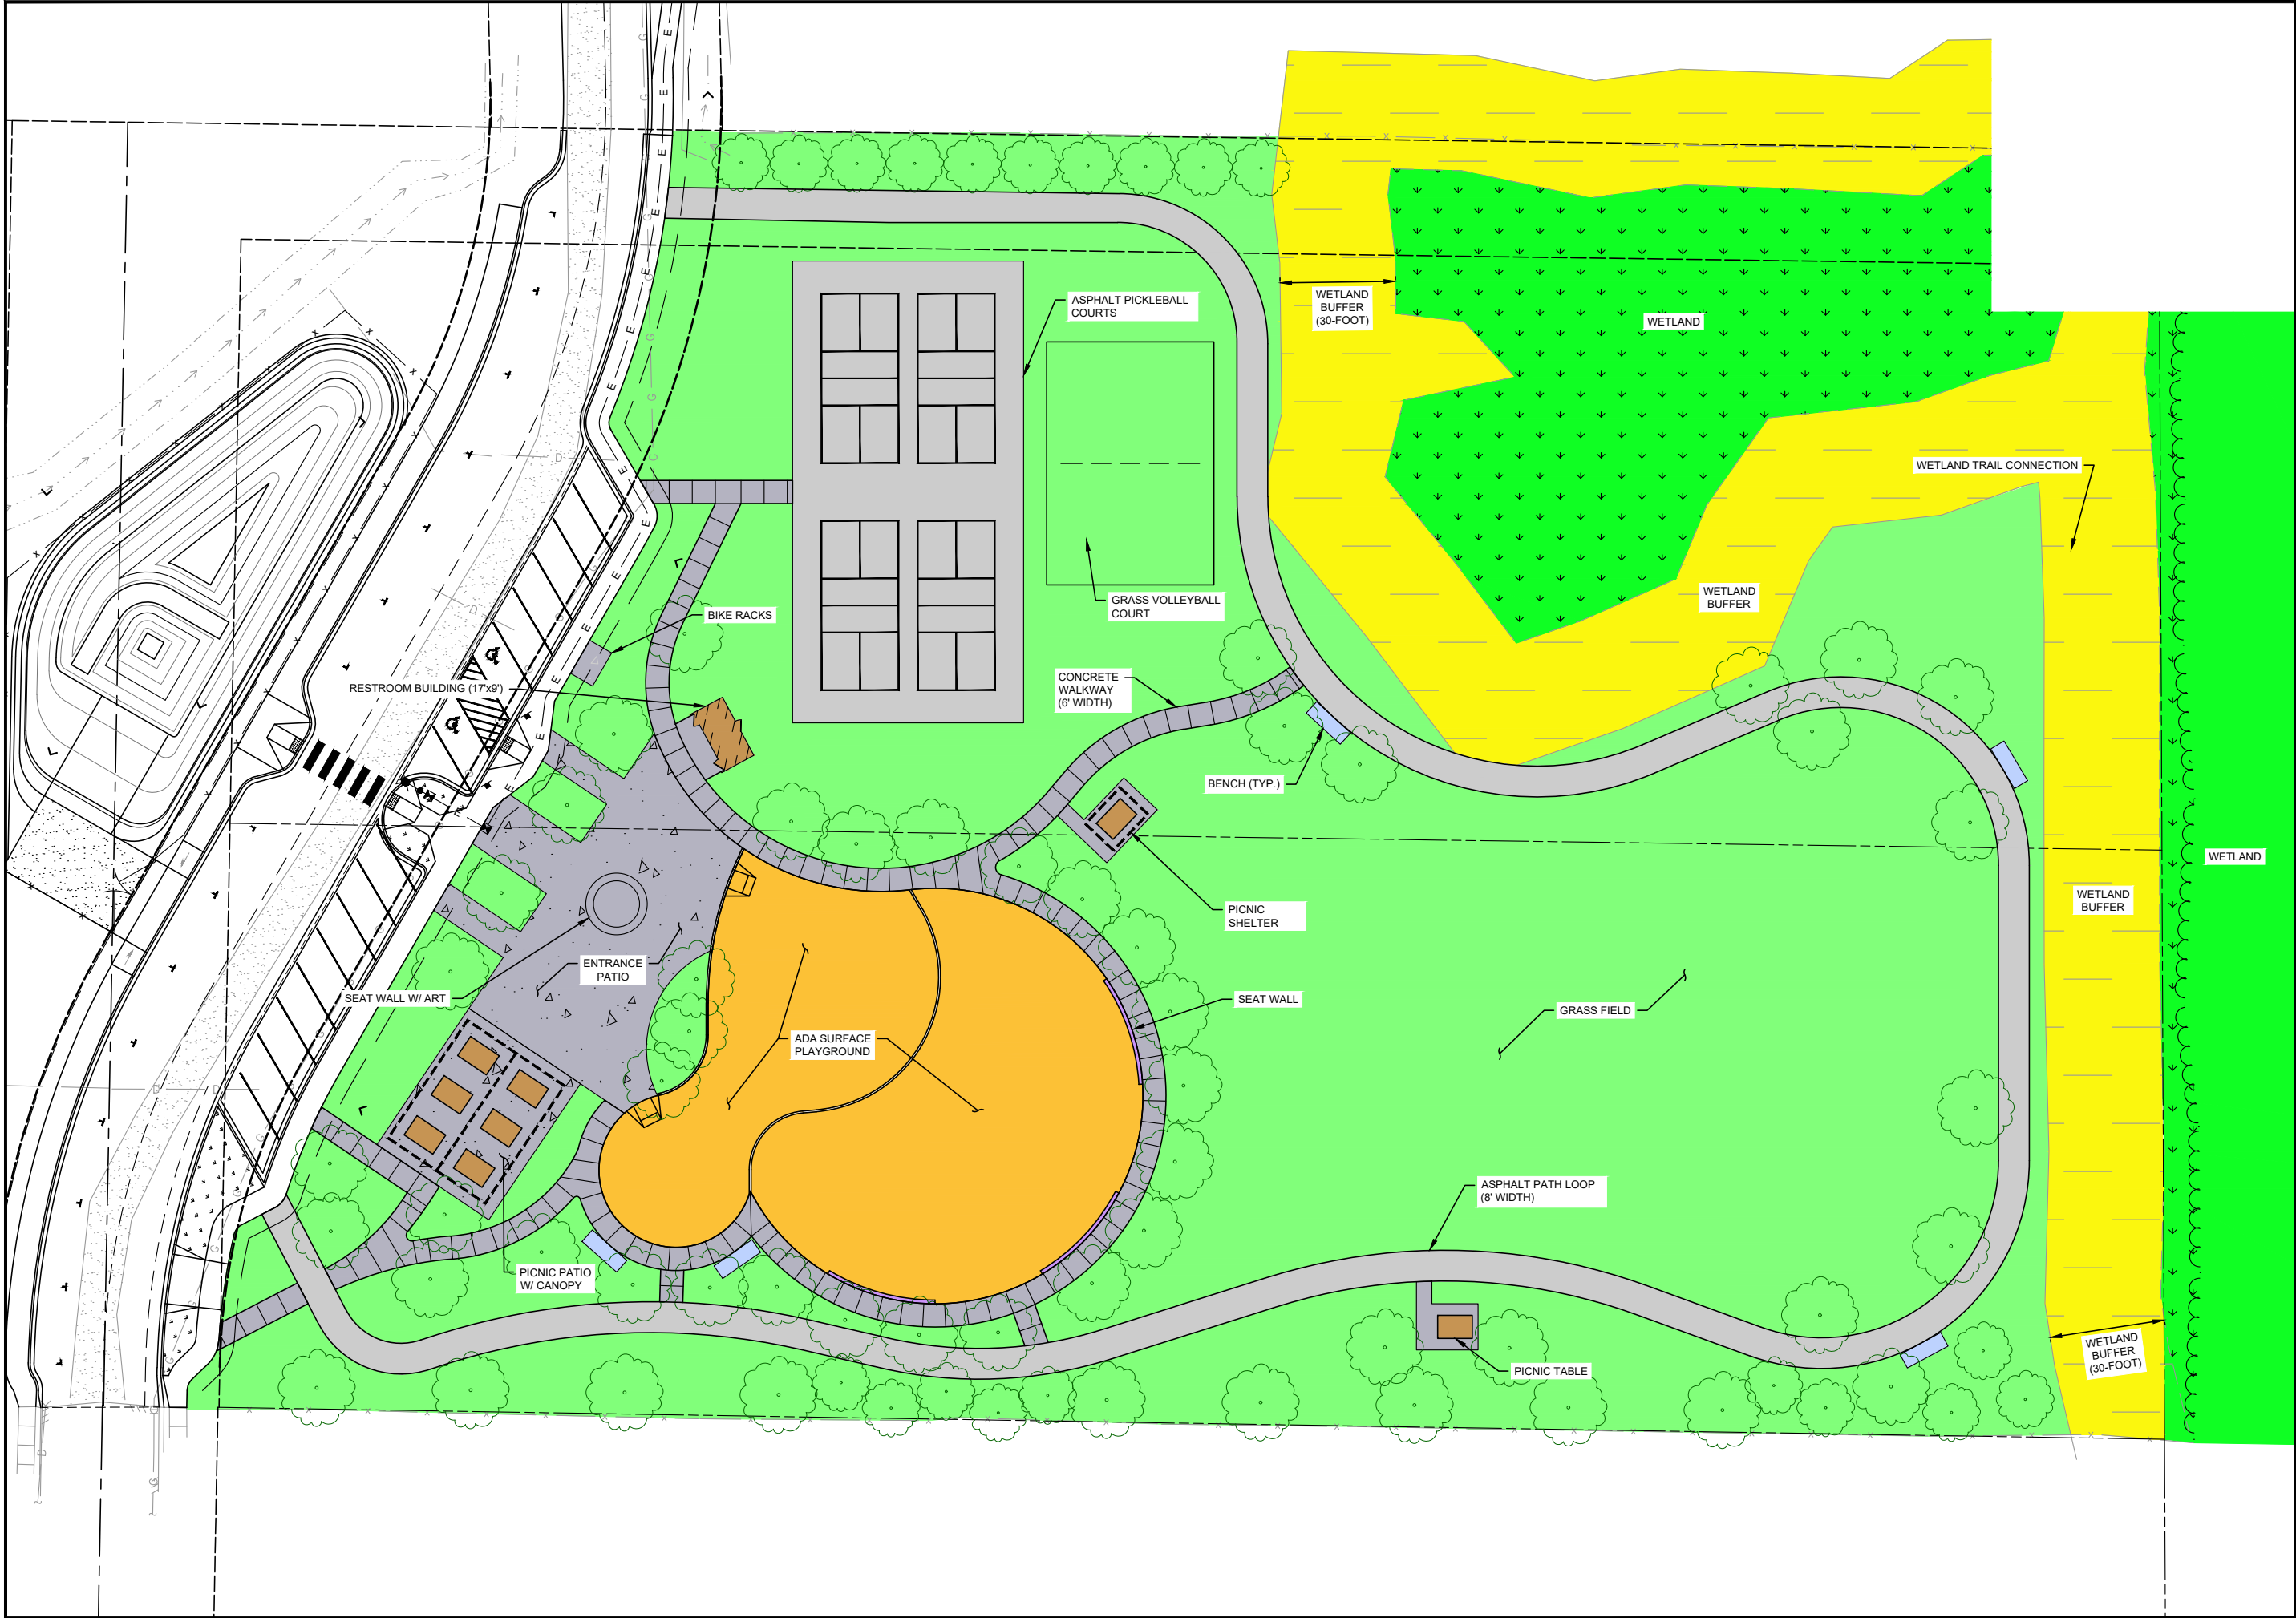 ASPHALT PICKLEBALL
COURTS
WETLAND
BUFFER
(30-FOOT)
WETLAND
WETLAND TRAIL CONNECTION
GRASS VOLLEYBALL
COURT
WETLAND
BUFFER
BIKE RACKS
RESTROOM BUILDING (17'x9')
CONCRETE
WALKWAY
(6' WIDTH)
BENCH (TYP.)
WETLAND
WETLAND
BUFFER
PICNIC
SHELTER
ENTRANCE
PATIO
SEAT WALL W/ ART
SEAT WALL
GRASS FIELD
ADA SURFACE
PLAYGROUND
ASPHALT PATH LOOP
(8' WIDTH)
PICNIC PATIO
W/ CANOPY
PICNIC TABLE
WETLAND
BUFFER
(30-FOOT)